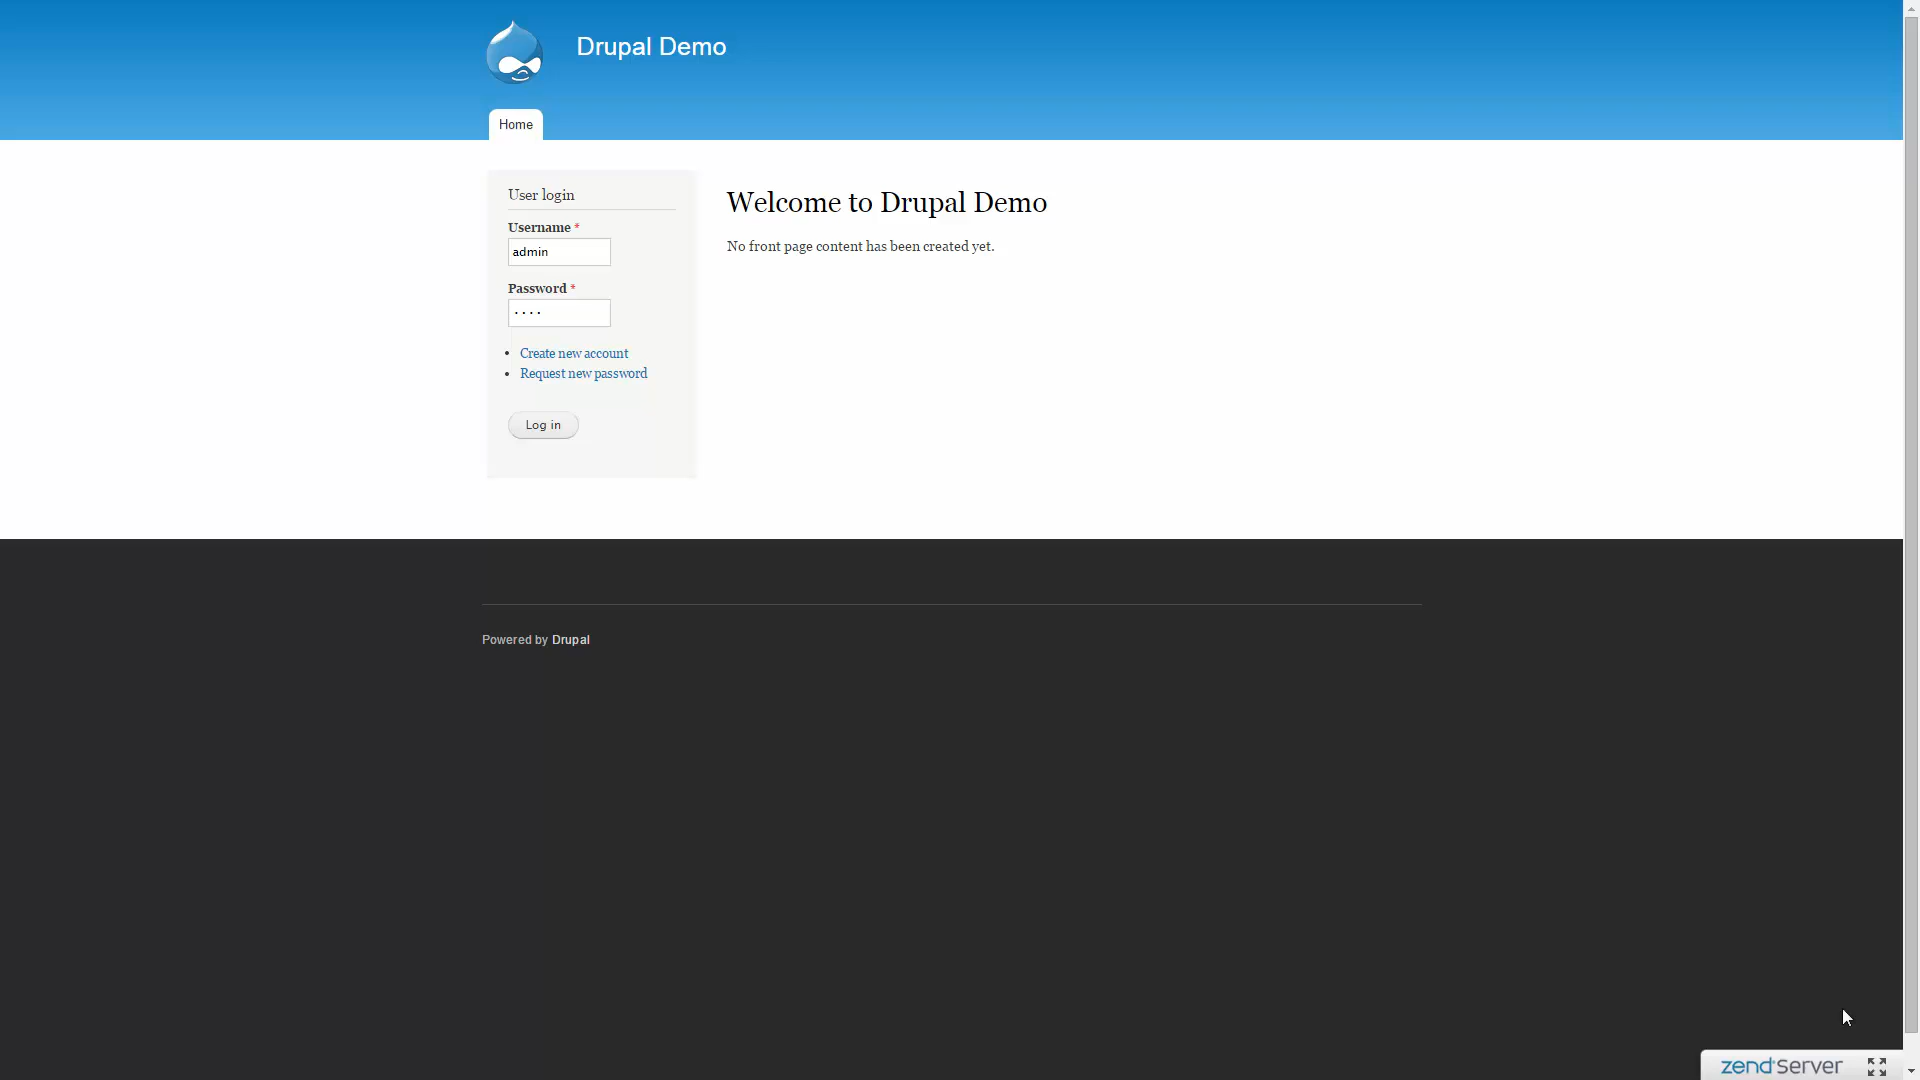 Drupal Demo
Home
User login
Username *
admin
Password *
····
Create new account
Request new password
Log in
Welcome to Drupal Demo
No front page content has been created yet.
Powered by Drupal
zend Server